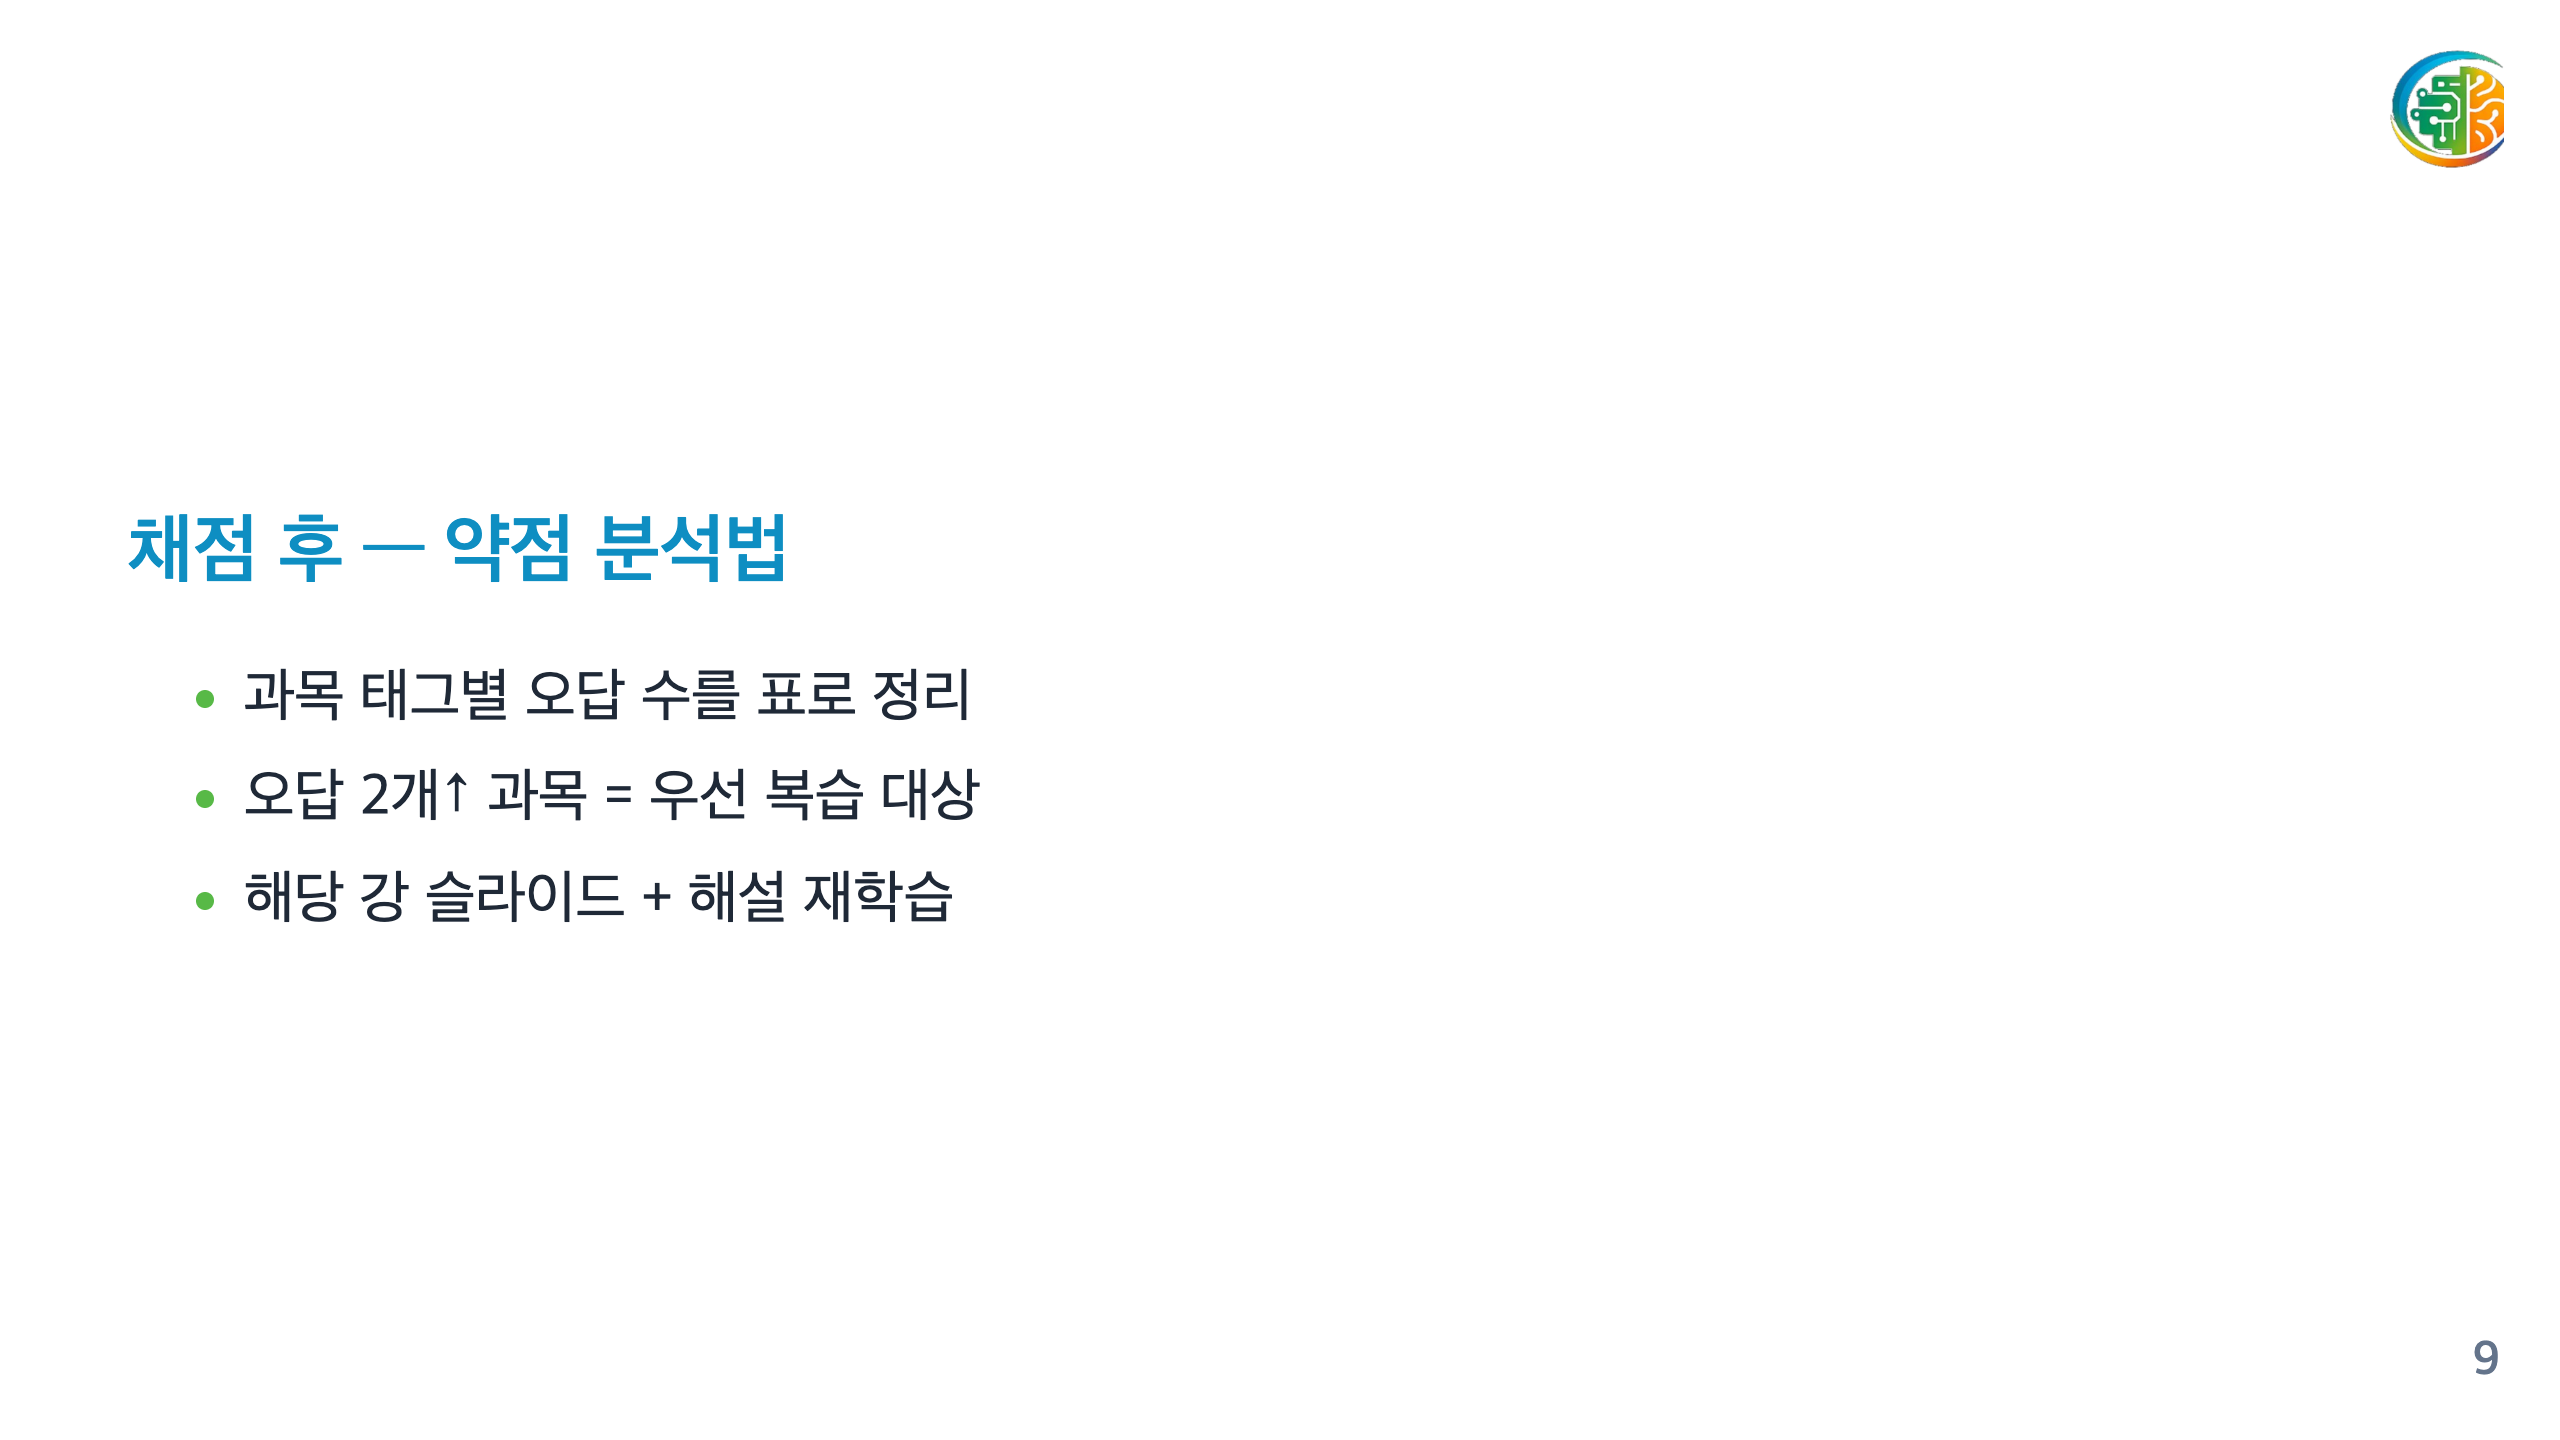 채점 후 — 약점 분석법
• 과목 태그별 오답 수를 표로 정리
• 오답 2개↑ 과목 = 우선 복습 대상
• 해당 강 슬라이드 + 해설 재학습
9